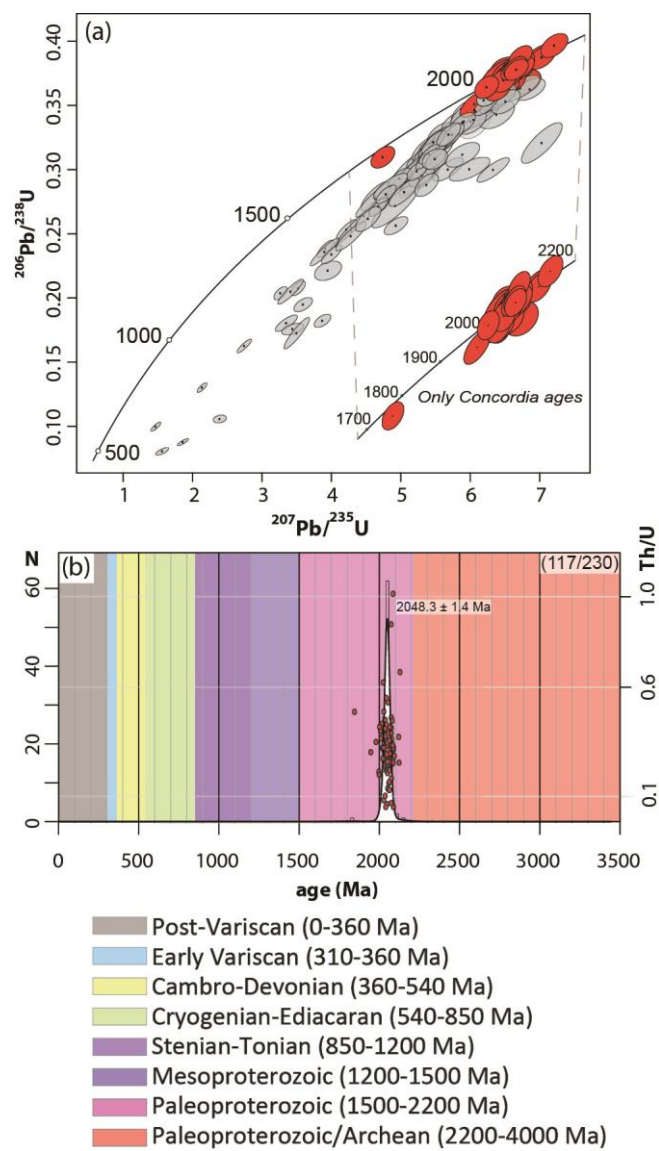 (a)
0.40
0.35
0.30
0.25
0.20
0.15
0.10
206Pb/238U
2000
1500
1000
500
2200
2000
1900
1800
1700
Only Concordia ages
1 2 3 4 5 6 7
207Pb/235U
N (b) (117/230) Th/U
60
40
20
0
2048.3 ± 1.4 Ma
1.0
0.6
0.1
0 500 1000 1500 2000 2500 3000 3500
age (Ma)
Post-Variscan (0-360 Ma)
Early Variscan (310-360 Ma)
Cambro-Devonian (360-540 Ma)
Cryogenian-Ediacaran (540-850 Ma)
Stenian-Tonian (850-1200 Ma)
Mesoproterozoic (1200-1500 Ma)
Paleoproterozoic (1500-2200 Ma)
Paleoproterozoic/Archean (2200-4000 Ma)